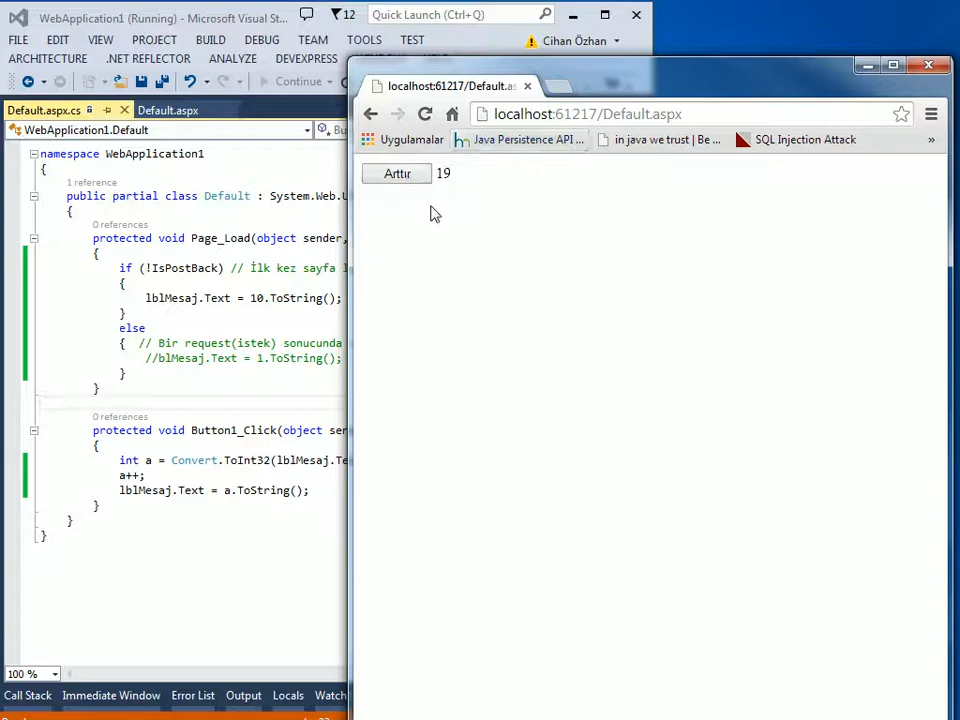 WebApplication1 (Running) - Microsoft Visual St...
12
Quick Launch (Ctrl+Q)
FILE EDIT VIEW PROJECT BUILD DEBUG TEAM TOOLS TEST
Cihan Özhan
ARCHITECTURE .NET REFLECTOR ANALYZE DEVEXPRESS
Continue
Default.aspx.cs
Default.aspx
WebApplication1.Default
namespace WebApplication1
{
1 reference
public partial class Default : System.Web.U
{
0 references
protected void Page_Load(object sender,
{
if (!IsPostBack) // İlk kez sayfa l
{
lblMesaj.Text = 10.ToString();
}
else
{ // Bir request(istek) sonucunda
//blMesaj.Text = 1.ToString();
}
}
0 references
protected void Button1_Click(object sen
{
int a = Convert.ToInt32(lblMesaj.Te
a++;
lblMesaj.Text = a.ToString();
}
}
}
100 %
Call Stack Immediate Window Error List Output Locals Watch
localhost:61217/Default.as
localhost:61217/Default.aspx
Uygulamalar
Java Persistence API ...
in java we trust | Be ...
SQL Injection Attack
»
Arttır 19